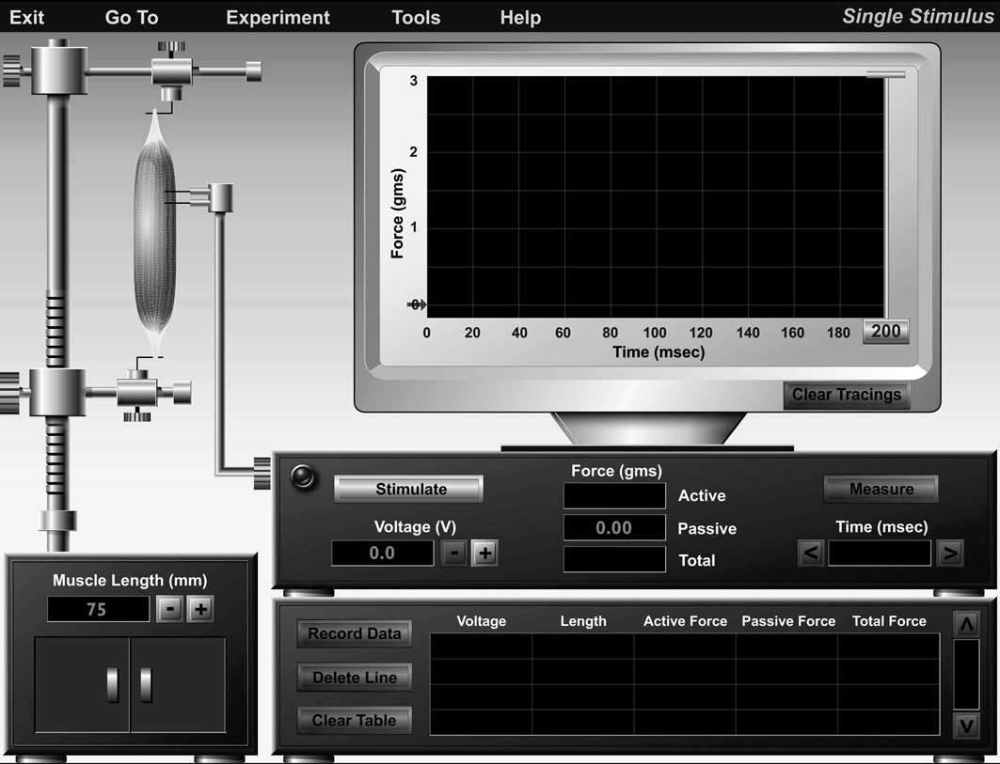 Exit Go To Experiment Tools Help Single Stimulus
3
2
1
0
Force (gms)
0 20 40 60 80 100 120 140 160 180 200
Time (msec)
Clear Tracings
Stimulate
Voltage (V)
0.0 - +
Force (gms)
Active
0.00 Passive
Total
Measure
Time (msec)
< >
Muscle Length (mm)
75 - +
Record Data
Delete Line
Clear Table
Voltage Length Active Force Passive Force Total Force